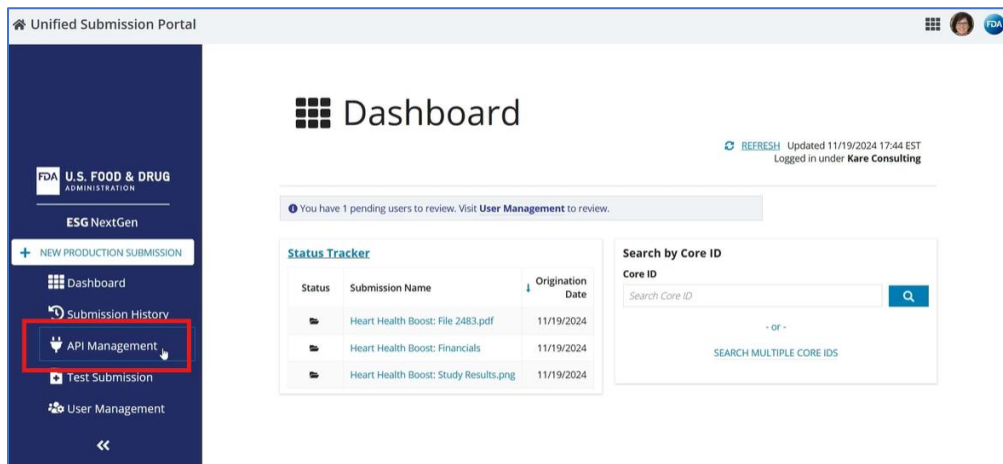 Unified Submission Portal
FDA
Dashboard
REFRESH Updated 11/19/2024 17:44 EST
Logged in under Kare Consulting
FDA U.S. FOOD & DRUG
ADMINISTRATION
ESG NextGen
+ NEW PRODUCTION SUBMISSION
Dashboard
Submission History
API Management
Test Submission
User Management
«
You have 1 pending users to review. Visit User Management to review.
Status Tracker
Status Submission Name ↓ Origination
Date
Heart Health Boost: File 2483.pdf 11/19/2024
Heart Health Boost: Financials 11/19/2024
Heart Health Boost: Study Results.png 11/19/2024
Search by Core ID
Core ID
Search Core ID
- or -
SEARCH MULTIPLE CORE IDS